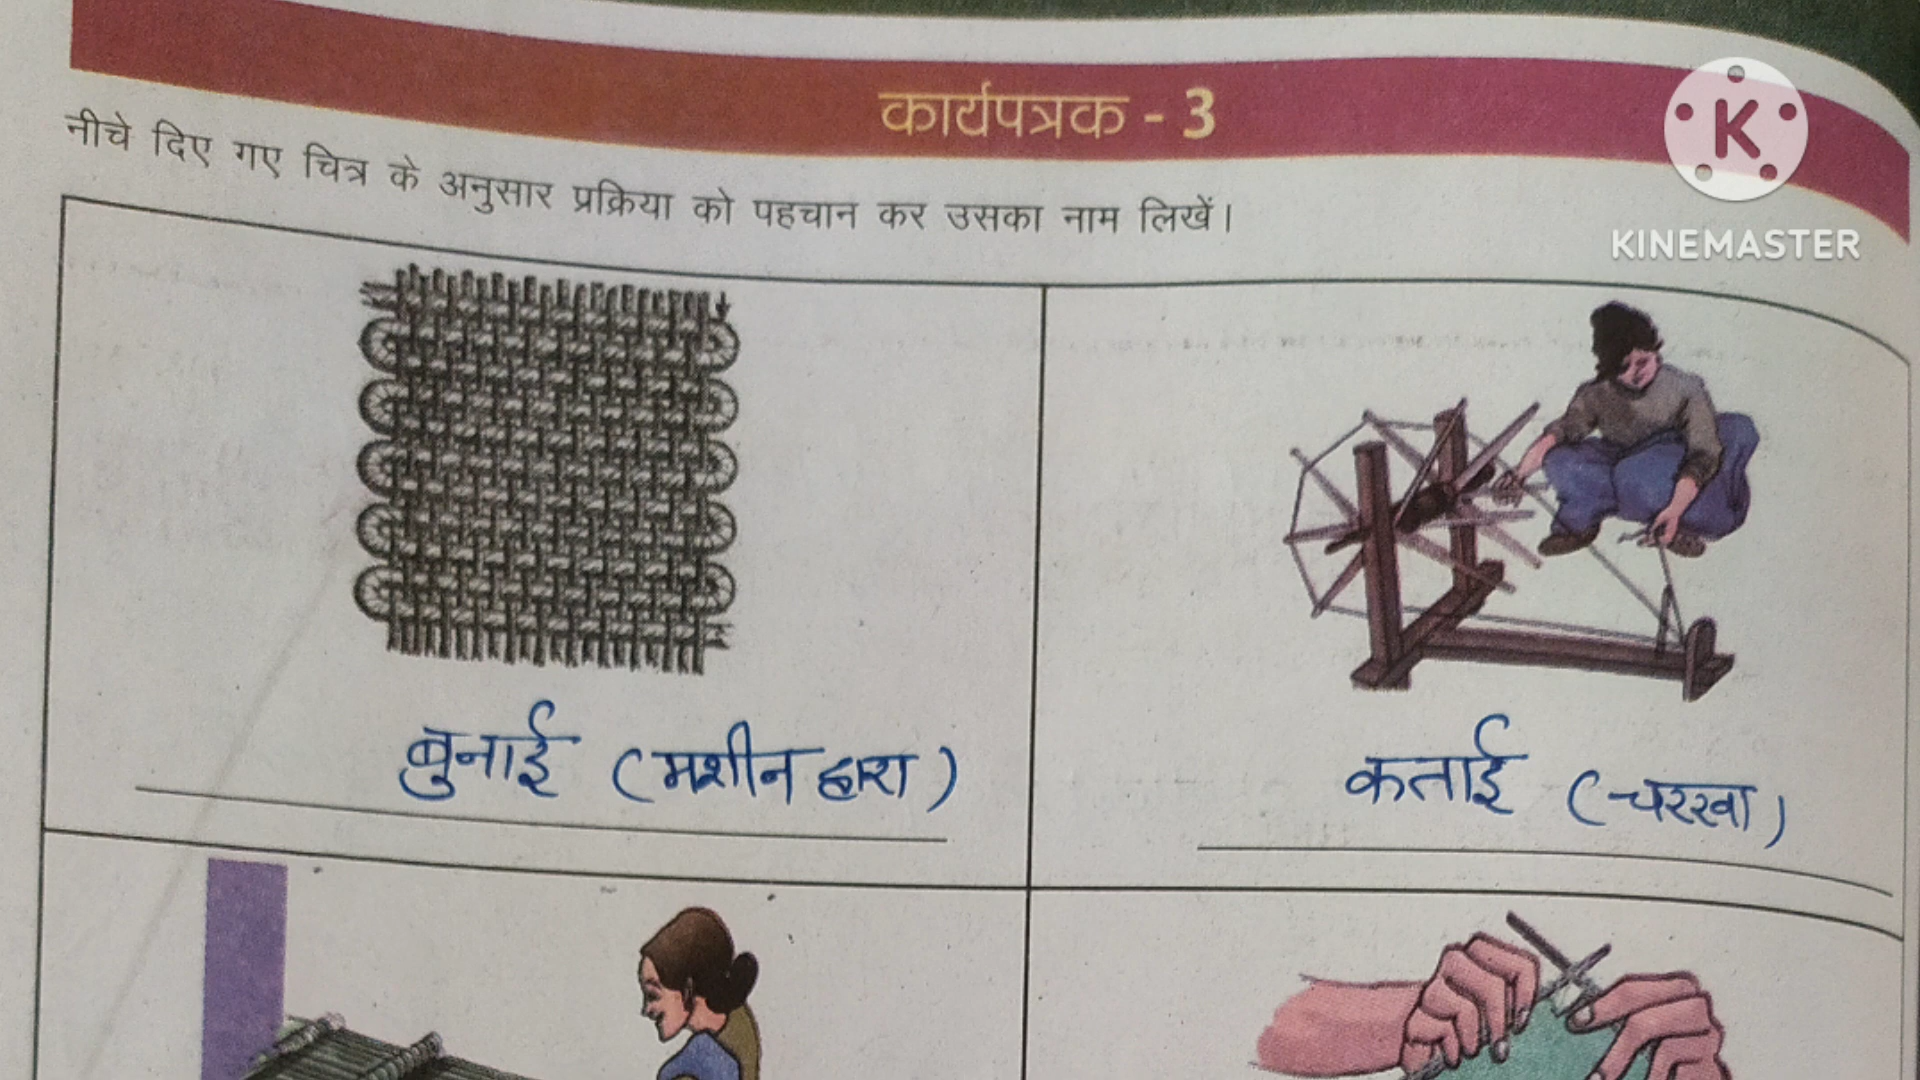 कार्यपत्रक - 3
K
KINEMASTER
नीचे दिए गए चित्र के अनुसार प्रक्रिया को पहचान कर उसका नाम लिखें।
बुनाई (मशीन द्वारा)
कताई (चरखा)